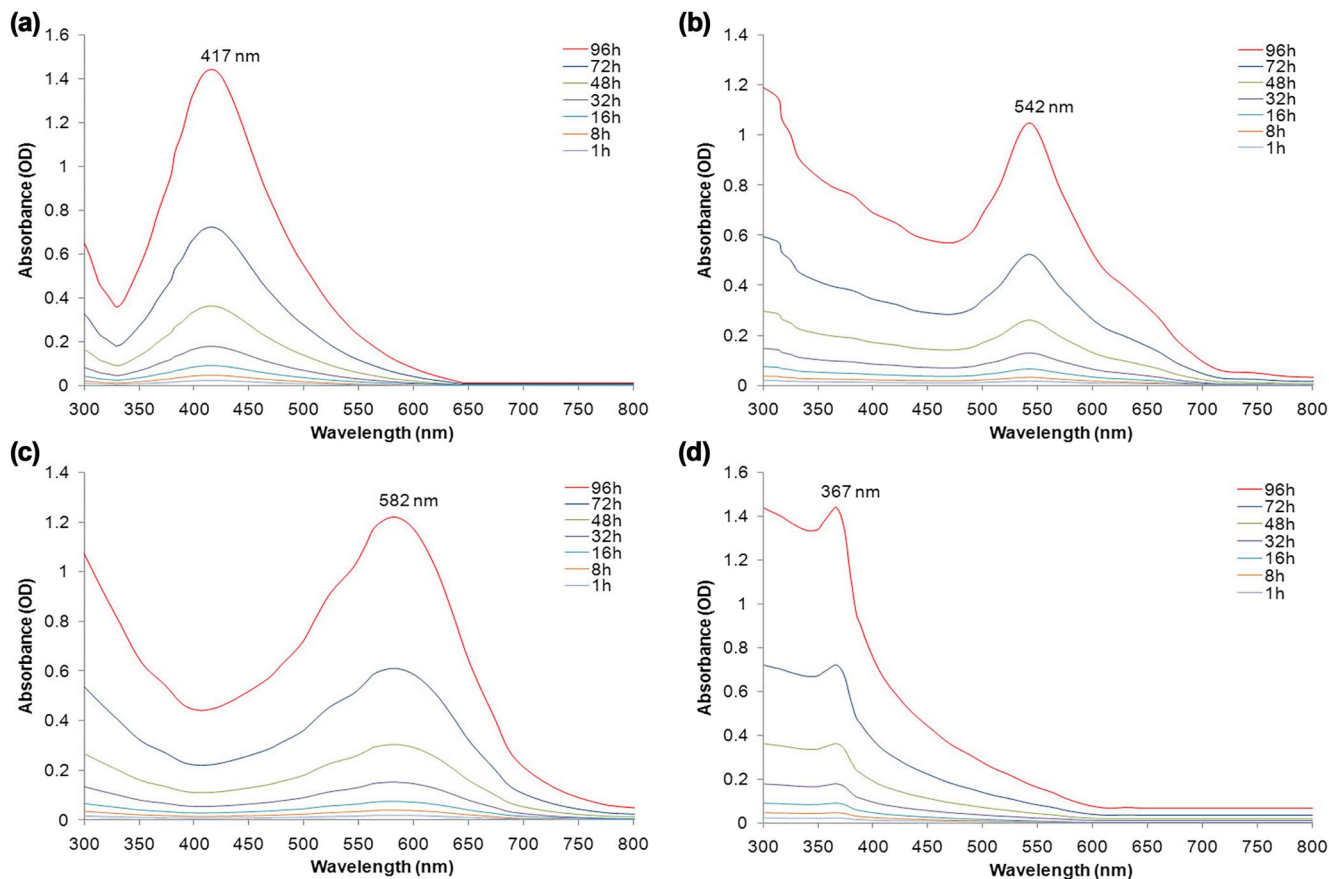 (a)
1.6
1.4
1.2
1
0.8
0.6
0.4
0.2
0
Absorbance (OD)
417 nm
96h
72h
48h
32h
16h
8h
1h
300 350 400 450 500 550 600 650 700 750 800
Wavelength (nm)
(b)
1.4
1.2
1
0.8
0.6
0.4
0.2
0
Absorbance (OD)
542 nm
96h
72h
48h
32h
16h
8h
1h
300 350 400 450 500 550 600 650 700 750 800
Wavelength (nm)
(c)
1.4
1.2
1
0.8
0.6
0.4
0.2
0
Absorbance (OD)
582 nm
96h
72h
48h
32h
16h
8h
1h
300 350 400 450 500 550 600 650 700 750 800
Wavelength (nm)
(d)
1.6
1.4
1.2
1
0.8
0.6
0.4
0.2
0
Absorbance (OD)
367 nm
96h
72h
48h
32h
16h
8h
1h
300 350 400 450 500 550 600 650 700 750 800
Wavelength (nm)